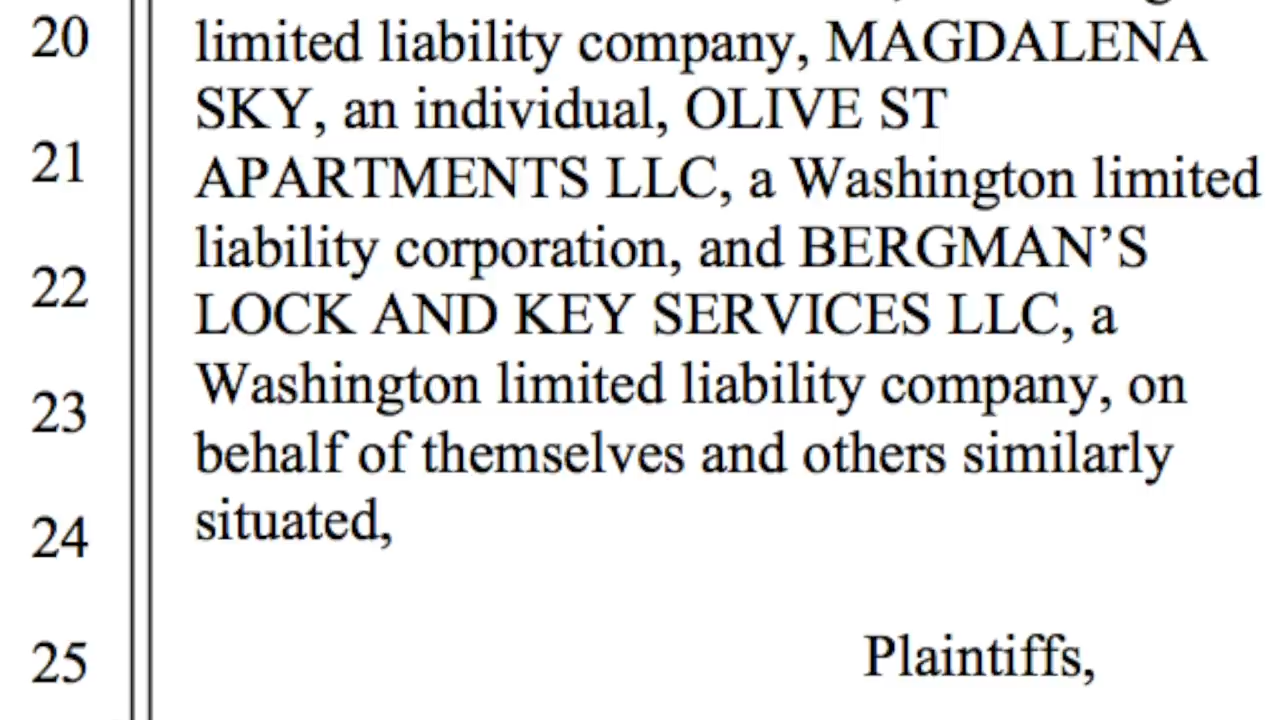 20 limited liability company, MAGDALENA
SKY, an individual, OLIVE ST
21 APARTMENTS LLC, a Washington limited
liability corporation, and BERGMAN’S
22 LOCK AND KEY SERVICES LLC, a
Washington limited liability company, on
23 behalf of themselves and others similarly
24 situated,
25 Plaintiffs,